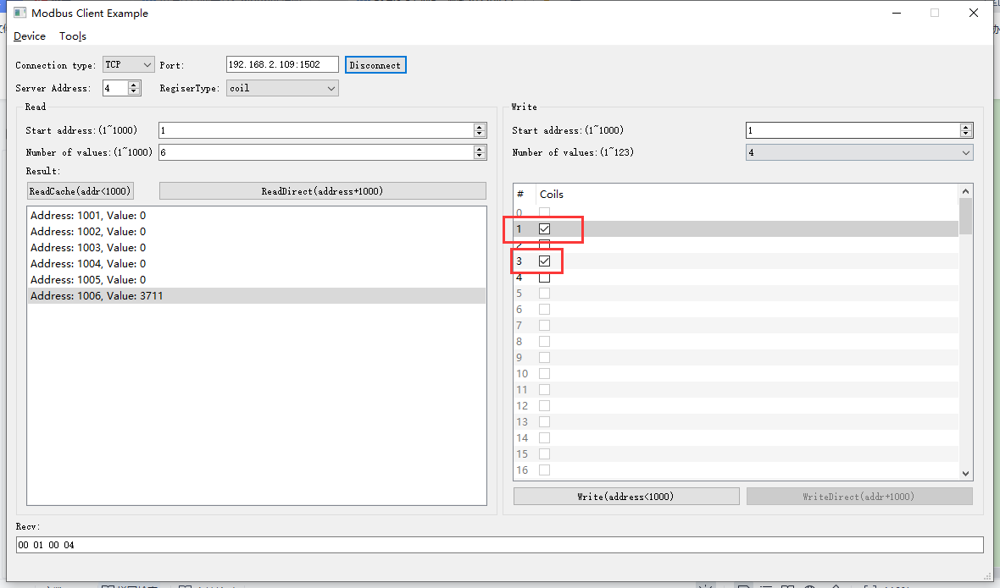 Modbus Client Example
Device Tools
Connection type: TCP Port: 192.168.2.109:1502 Disconnect
Server Address: 4 RegiserType: coil
Read
Start address:(1~1000) 1
Number of values:(1~1000) 6
Result:
ReadCache(addr<1000) ReadDirect(address+1000)
Address: 1001, Value: 0
Address: 1002, Value: 0
Address: 1003, Value: 0
Address: 1004, Value: 0
Address: 1005, Value: 0
Address: 1006, Value: 3711
Write
Start address:(1~1000) 1
Number of values:(1~123) 4
# Coils
0
1
2
3
4
5
6
7
8
9
10
11
12
13
14
15
16
Write(address<1000) WriteDirect(addr+1000)
Recv:
00 01 00 04